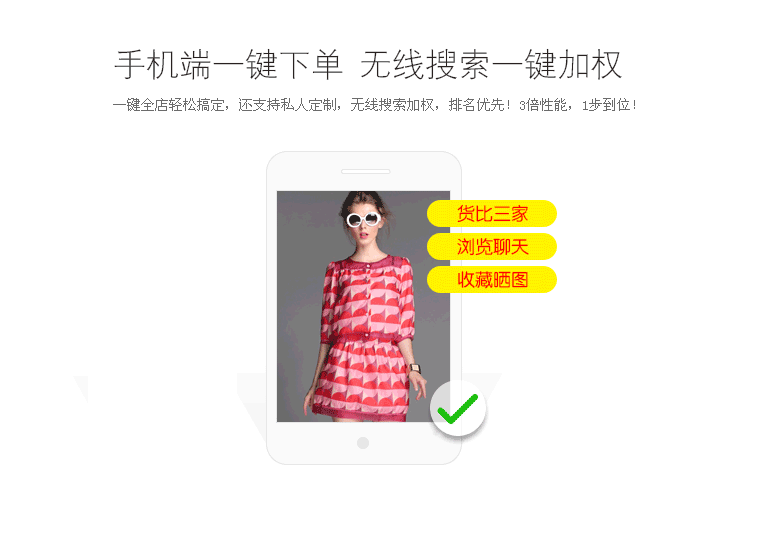 手机端一键下单 无线搜索一键加权
一键全店轻松搞定，还支持私人定制，无线搜索加权，排名优先！3倍性能，1步到位！
货比三家
浏览聊天
收藏晒图